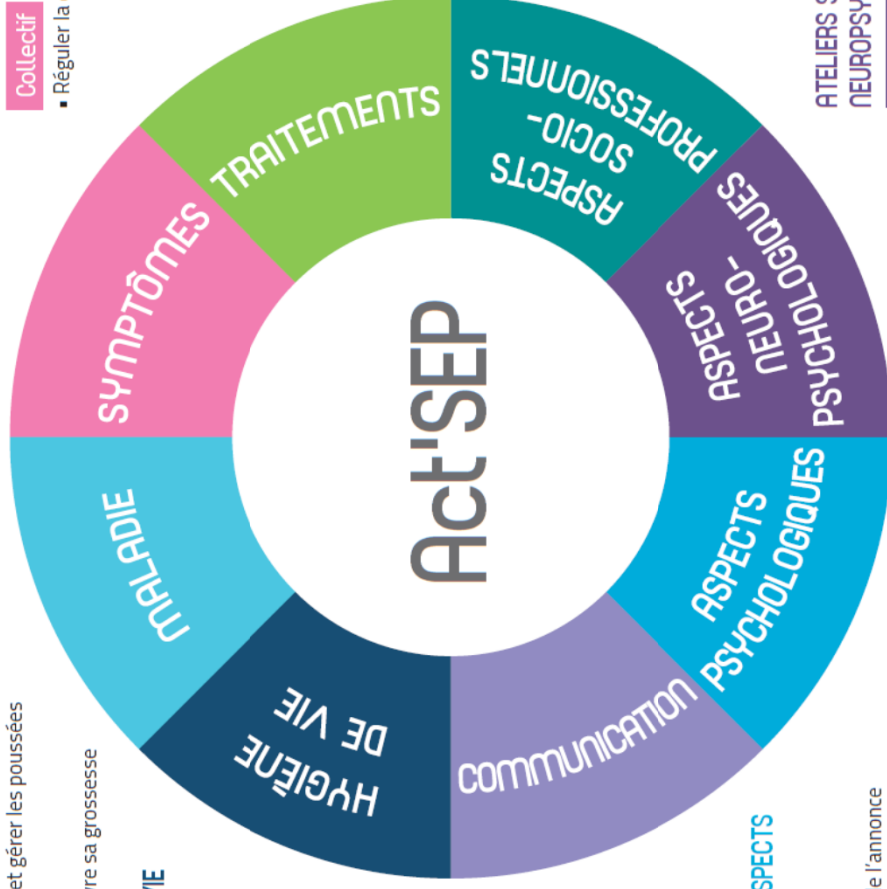 et gérer les poussées
re sa grossesse
VIE
Collectif
▪ Réguler la
MALADIE
SYMPTÔMES
HYGIÈNE
DE VIE
TRAITEMENTS
Act'SEP
COMMUNICATION
ASPECTS
SOCIO-
PROFESSIONNELS
ASPECTS
PSYCHOLOGIQUES
ASPECTS
NEURO-
PSYCHOLOGIQUES
SPECTS
e l'annonce
ATELIERS S
NEUROPSY